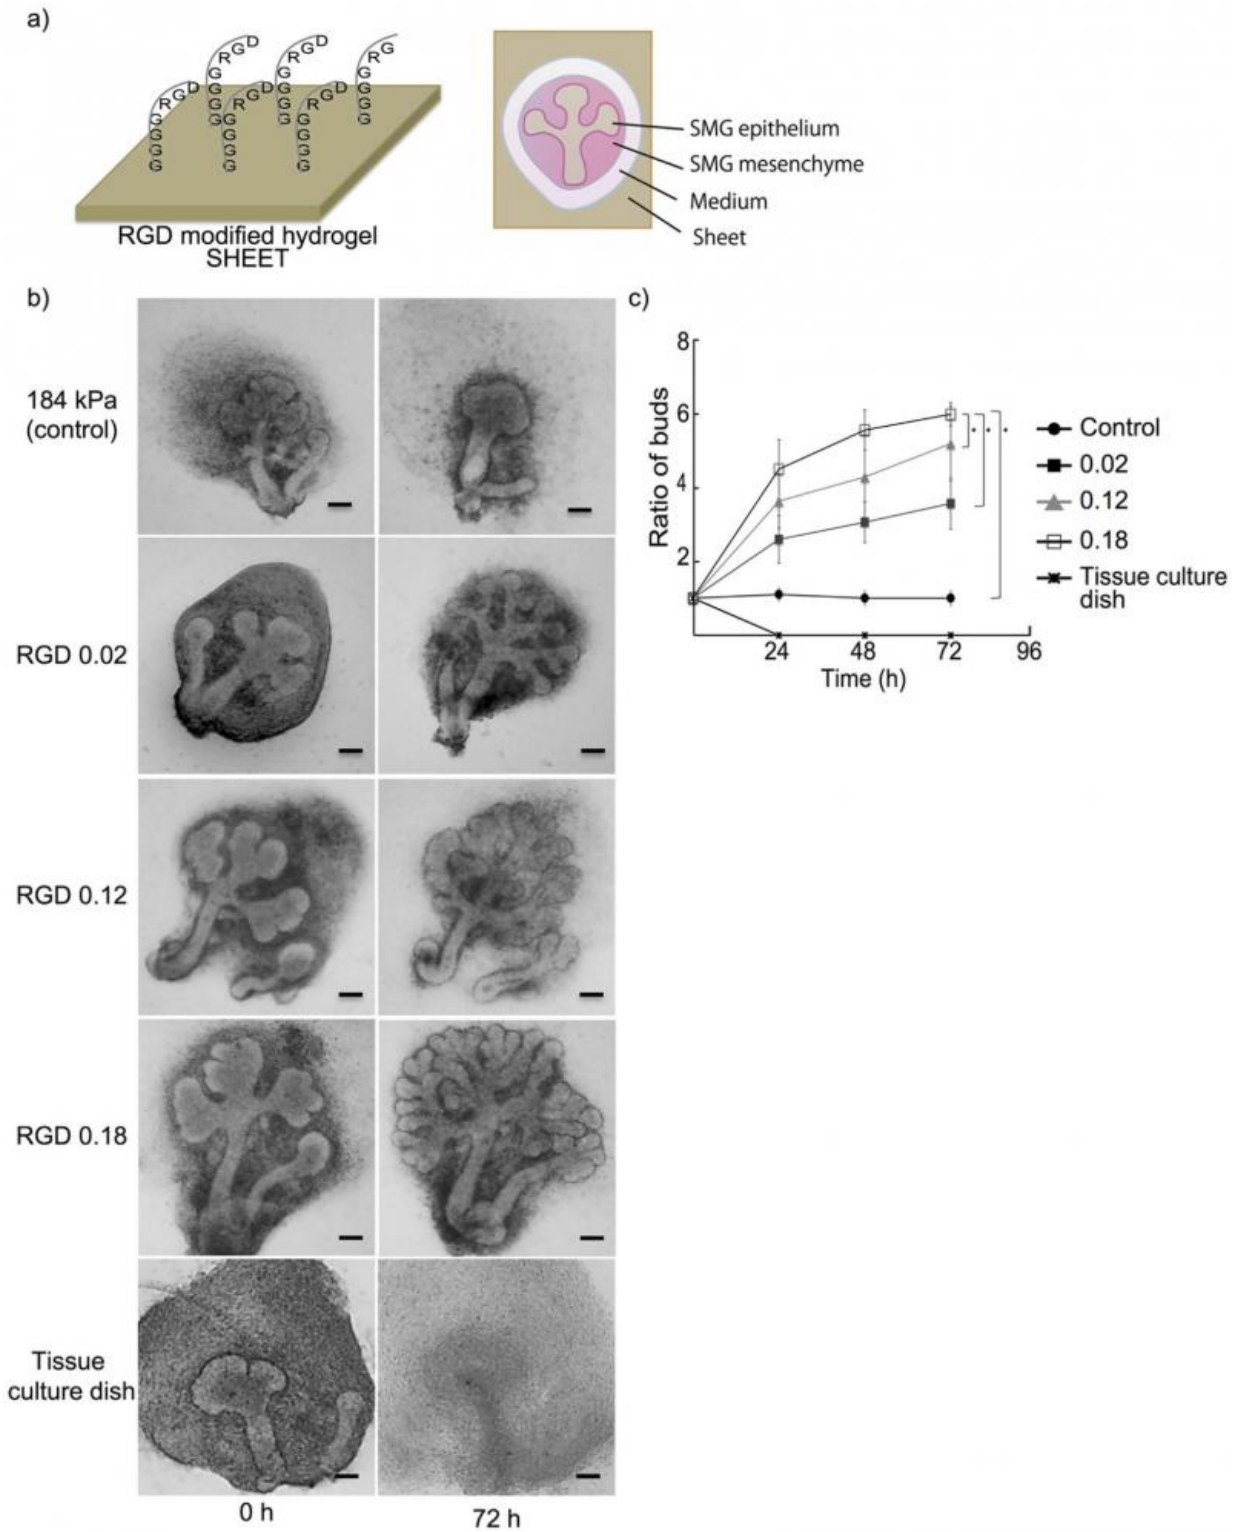 a)
R G D
R G D
R G
G
G
G
G
G
G
G
G
G
G
G
G
R G D
R G D
R G D
G
G
G
G
G
G
G
G
G
G
G
G
RGD modified hydrogel
SHEET
SMG epithelium
SMG mesenchyme
Medium
Sheet
b)
184 kPa
(control)
RGD 0.02
RGD 0.12
RGD 0.18
Tissue
culture dish
0 h
72 h
c)
8
6
4
2
Ratio of buds
24
48
72
96
Time (h)
Control
0.02
0.12
0.18
Tissue culture
dish